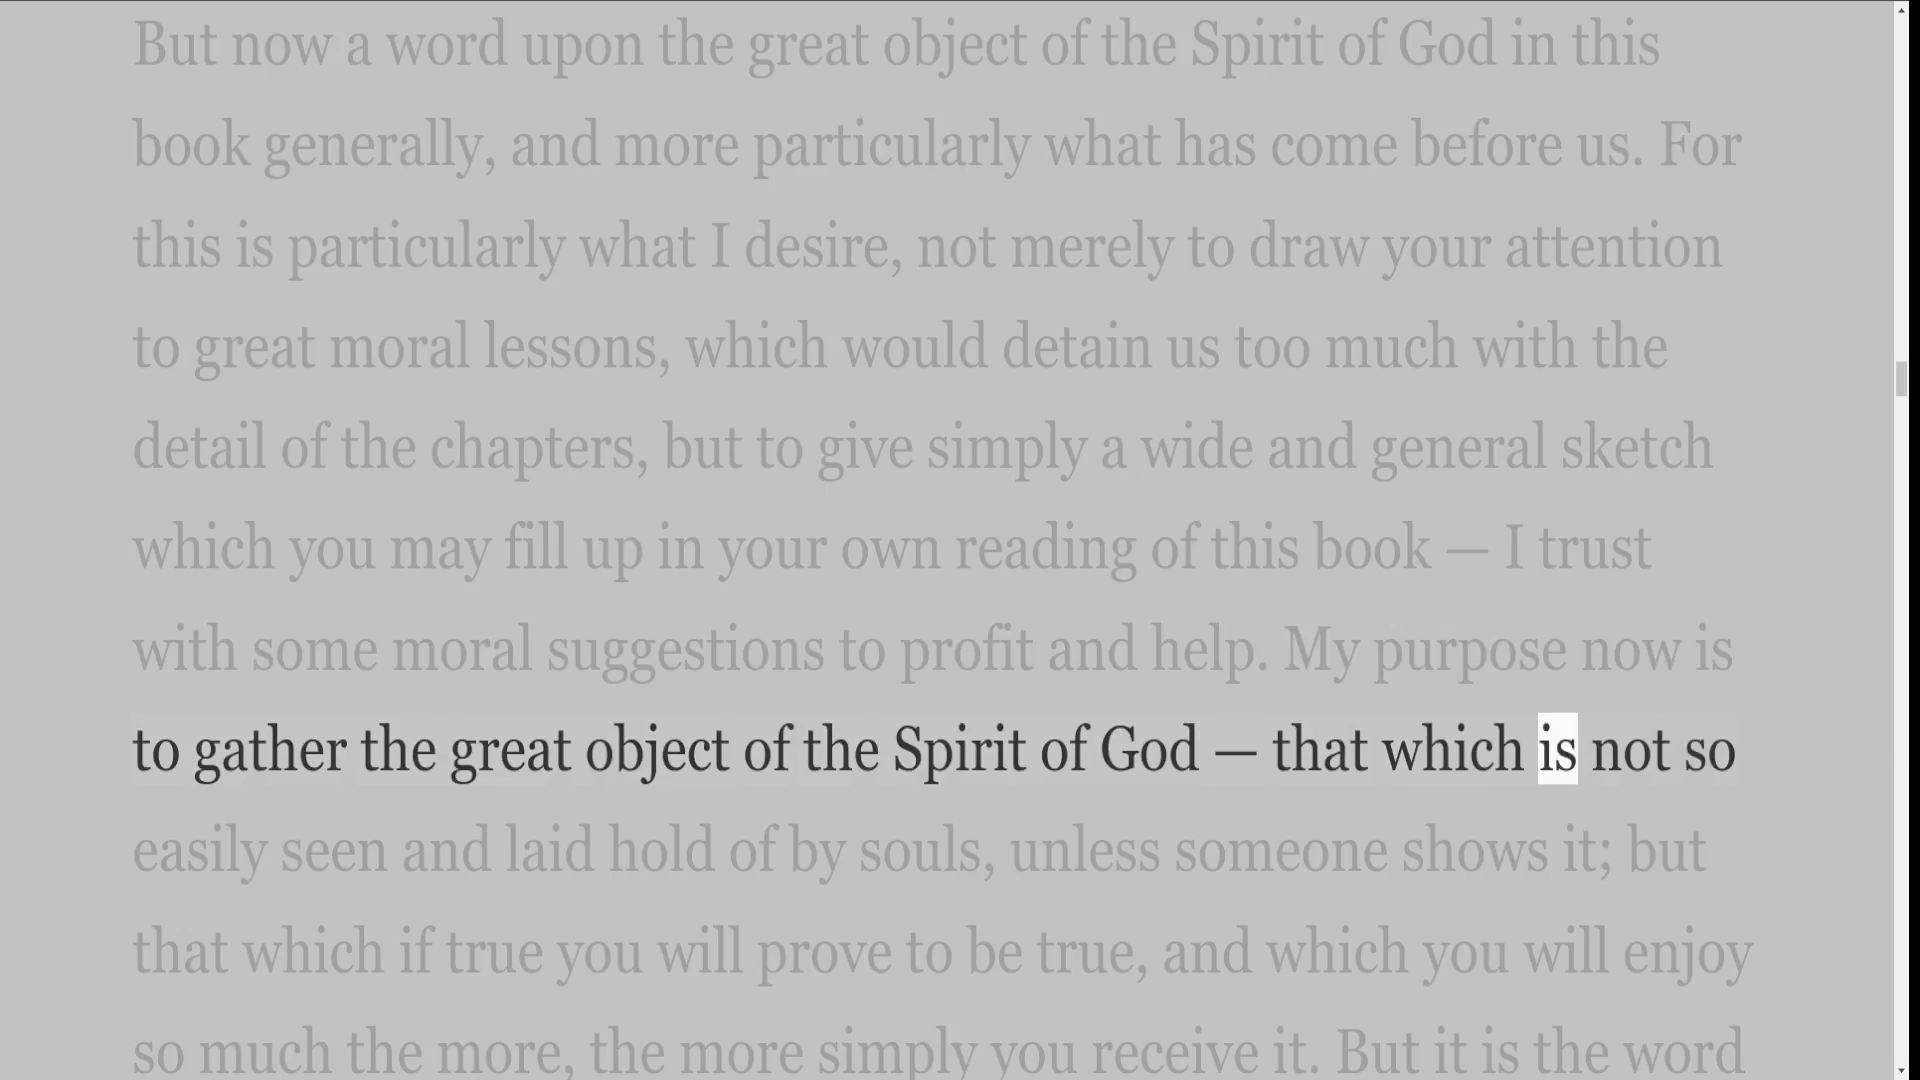 But now a word upon the great object of the Spirit of God in this
book generally, and more particularly what has come before us. For
this is particularly what I desire, not merely to draw your attention
to great moral lessons, which would detain us too much with the
detail of the chapters, but to give simply a wide and general sketch
which you may fill up in your own reading of this book — I trust
with some moral suggestions to profit and help. My purpose now is
to gather the great object of the Spirit of God — that which is not so
easily seen and laid hold of by souls, unless someone shows it; but
that which if true you will prove to be true, and which you will enjoy
so much the more, the more simply you receive it. But it is the word